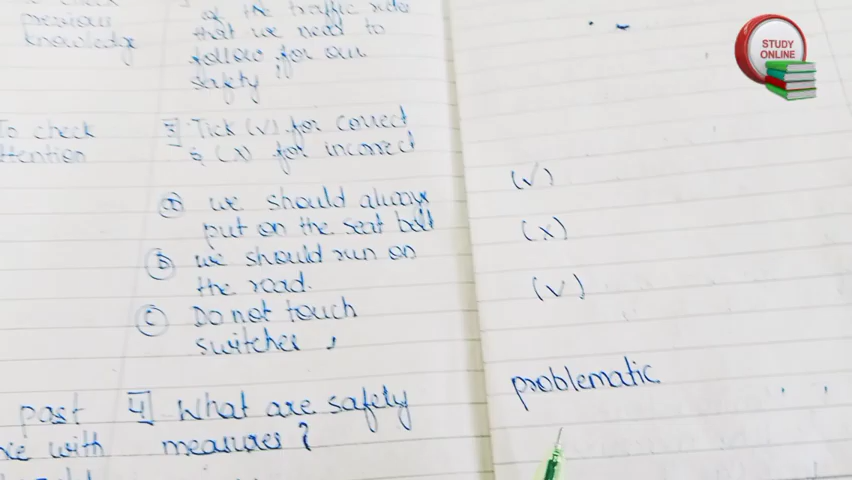 previous
knowledge
of the traffic rules
that we need to
follow for our
safety
STUDY
ONLINE
To check
Attention
3 Tick (√) for correct
& (x) for incorrect
(a) we should always
put on the seat belt
(√)
(b) we should run on
the road.
(x)
(c) Do not touch
switches,
(√)
past
with
4 What are safety
measures?
problematic